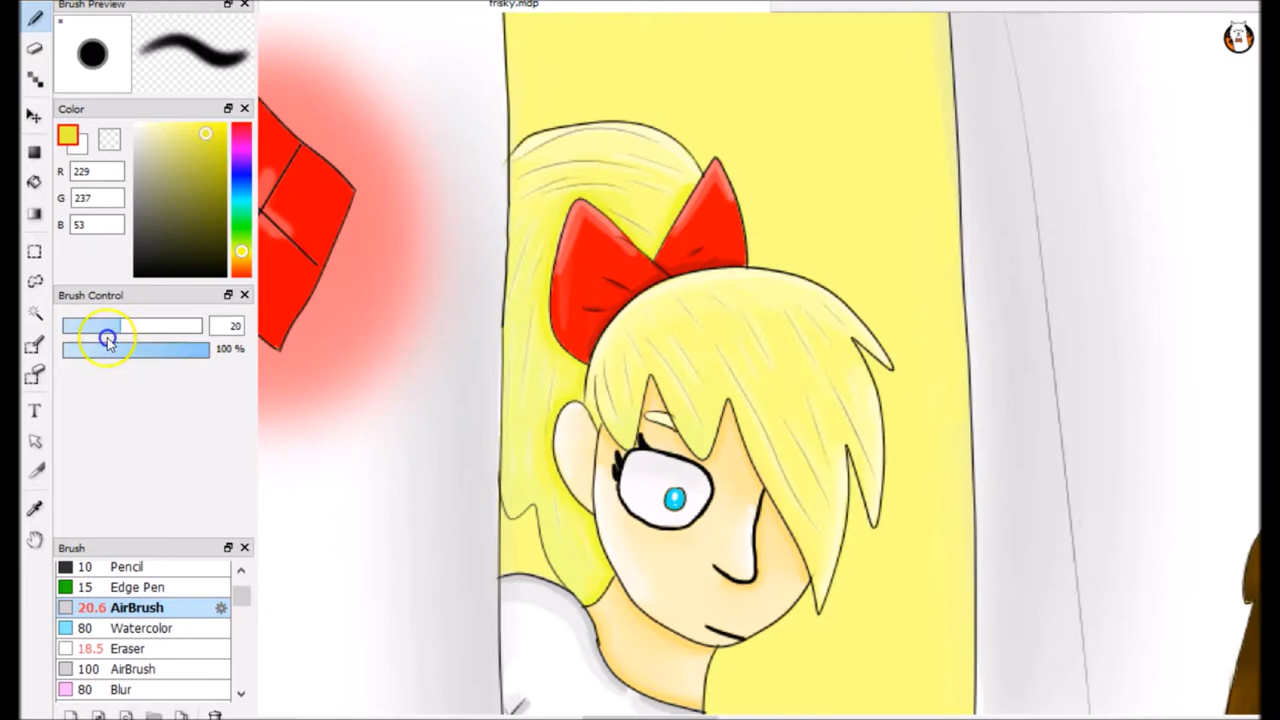 Brush Preview
frisky.mdp
Color
R 229
G 237
B 53
Brush Control
20
100 %
T
Brush
10 Pencil
15 Edge Pen
20.6 AirBrush
80 Watercolor
18.5 Eraser
100 AirBrush
80 Blur